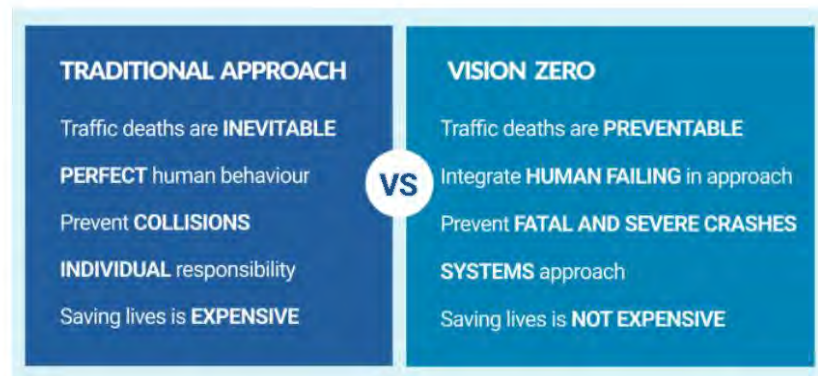 TRADITIONAL APPROACH
Traffic deaths are INEVITABLE
PERFECT human behaviour
Prevent COLLISIONS
INDIVIDUAL responsibility
Saving lives is EXPENSIVE
VS
VISION ZERO
Traffic deaths are PREVENTABLE
Integrate HUMAN FAILING in approach
Prevent FATAL AND SEVERE CRASHES
SYSTEMS approach
Saving lives is NOT EXPENSIVE